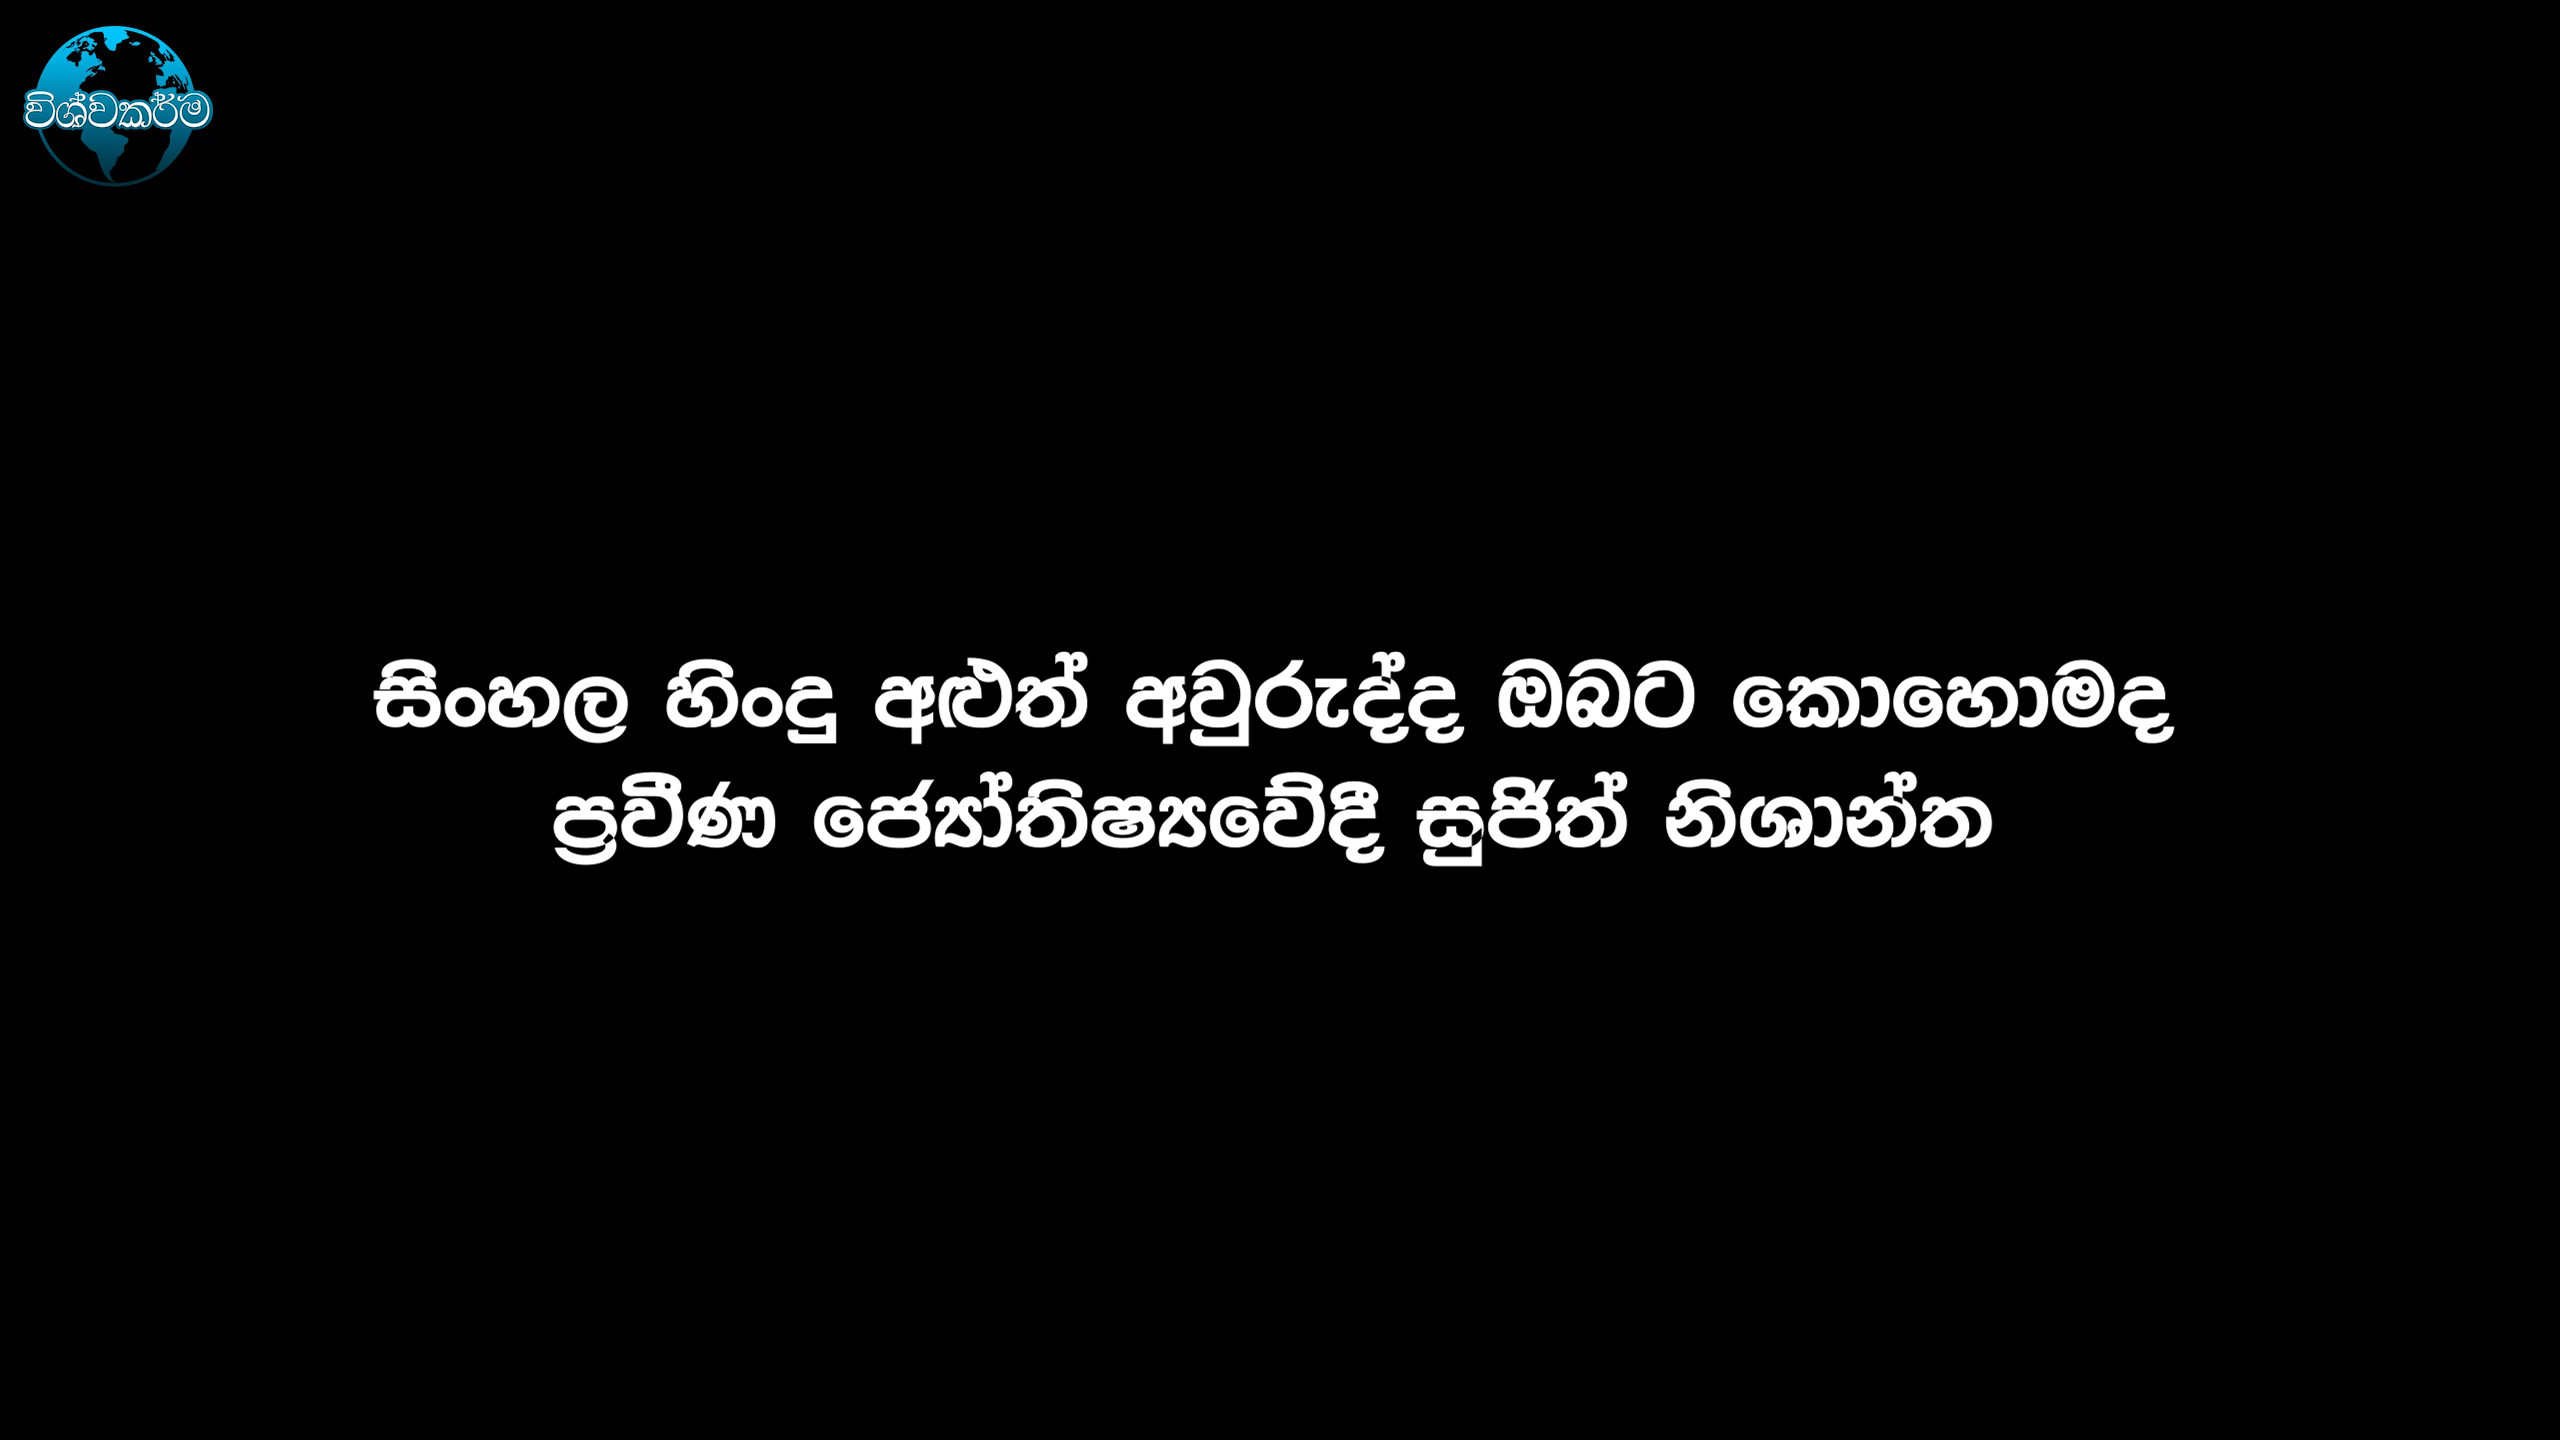 විශ්වකර්ම
සිංහල හිංදු අළුත් අවුරුද්ද ඔබට කොහොමද
ප්‍රවීණ ජ්‍යෝතිෂ්‍යවේදී සුජිත් නිශාන්ත